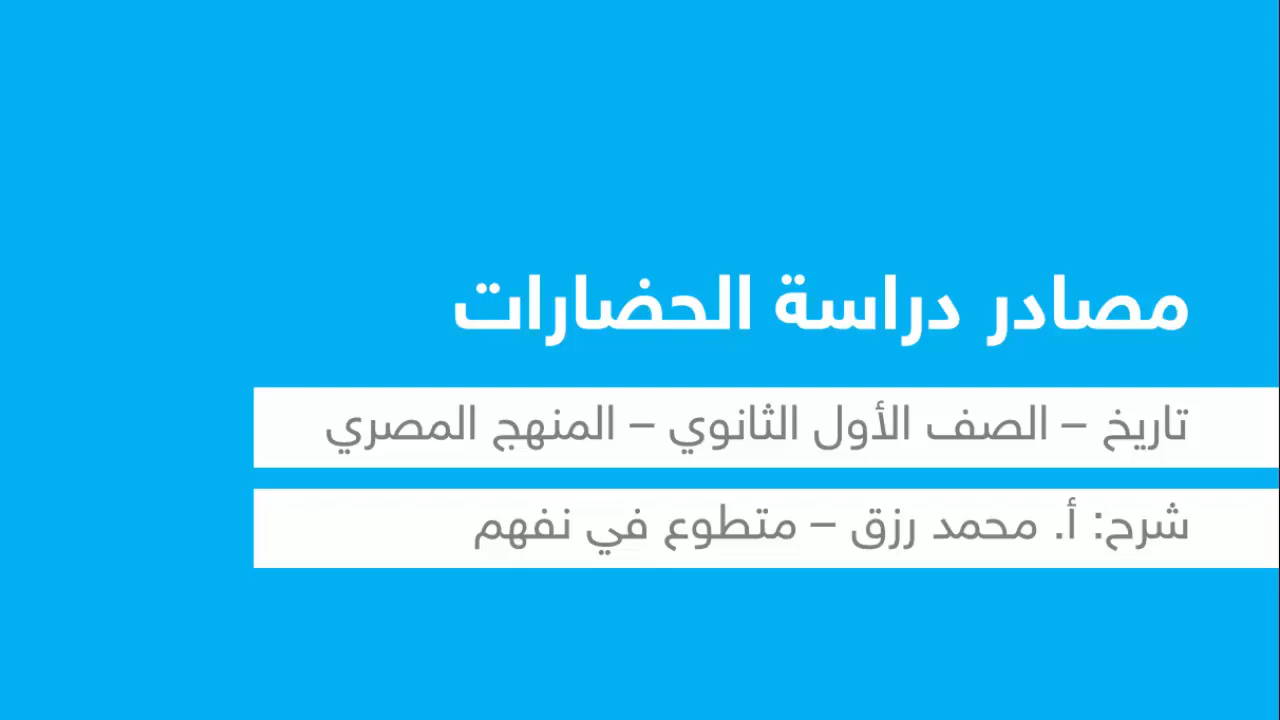 مصادر دراسة الحضارات
تاريخ – الصف الأول الثانوي – المنهج المصري
شرح: أ. محمد رزق – متطوع في نفهم